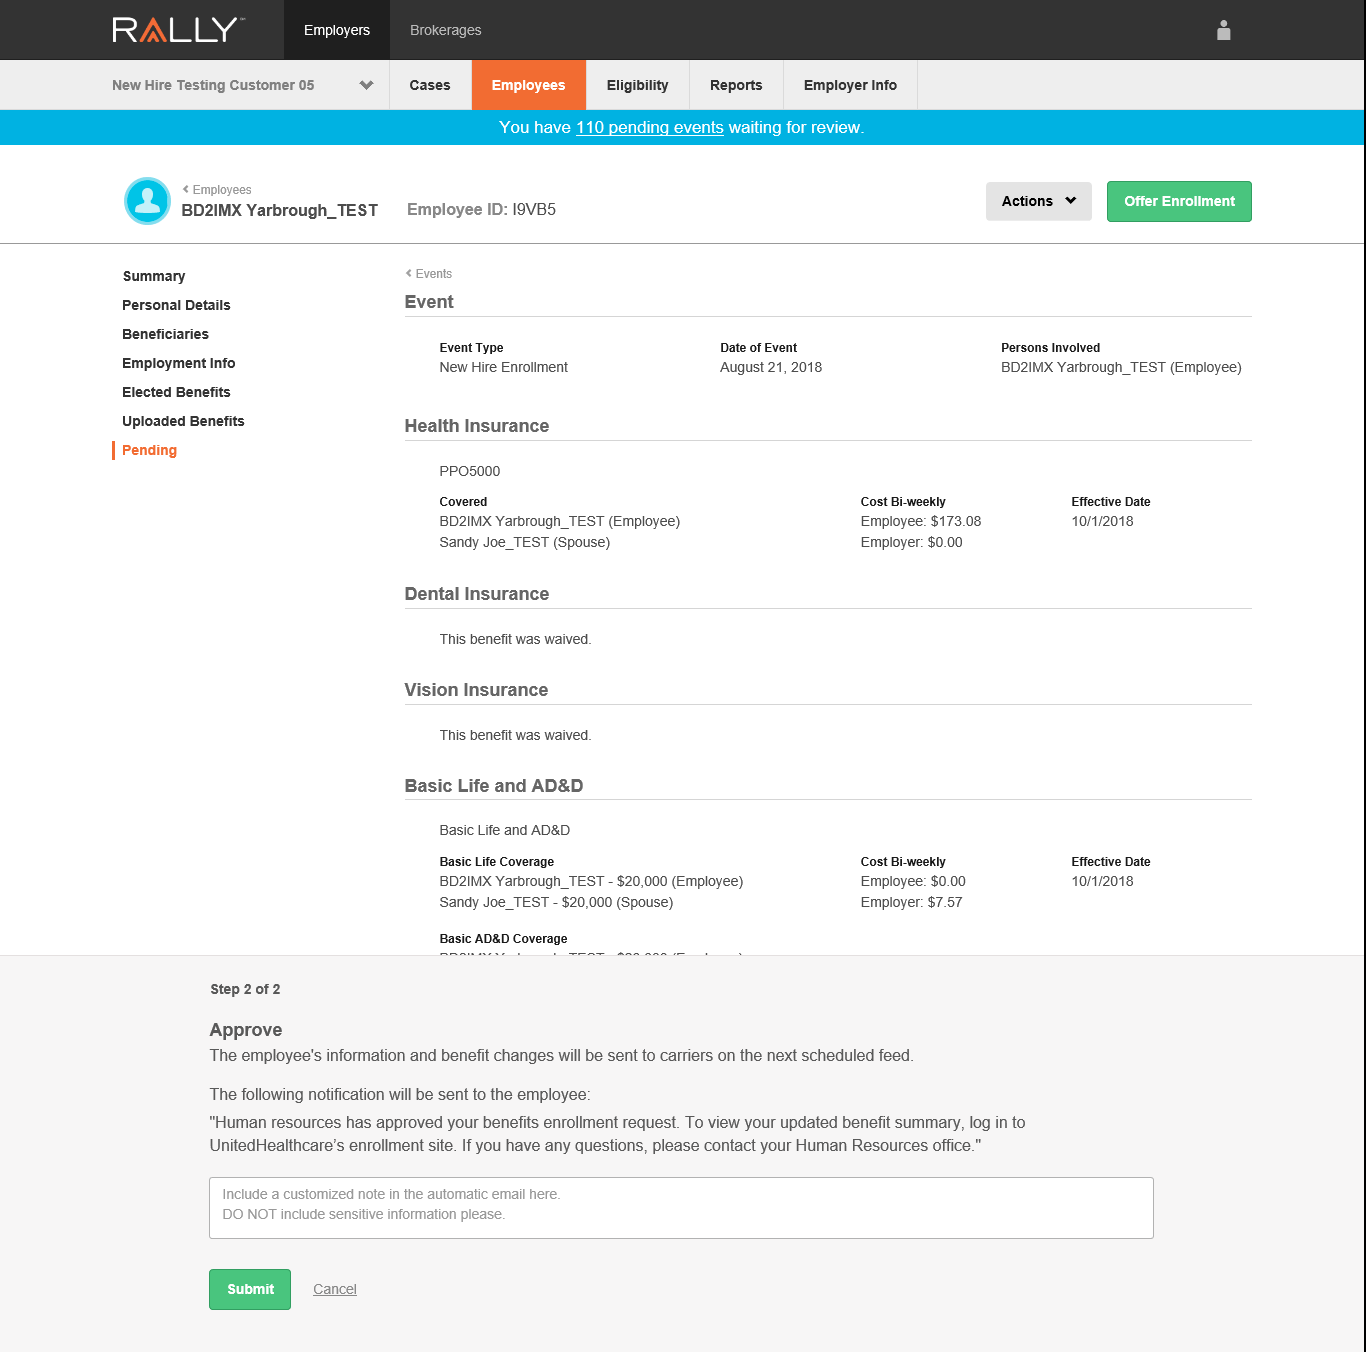 RALLY
Employers
Brokerages
New Hire Testing Customer 05
Cases
Employees
Eligibility
Reports
Employer Info
You have 110 pending events waiting for review.
Employees
BD2IMX Yarbrough_TEST
Employee ID: I9VB5
Actions
Offer Enrollment
Summary
Personal Details
Beneficiaries
Employment Info
Elected Benefits
Uploaded Benefits
Pending
Events
Event
Event Type
New Hire Enrollment
Date of Event
August 21, 2018
Persons Involved
BD2IMX Yarbrough_TEST (Employee)
Health Insurance
PPO5000
Covered
BD2IMX Yarbrough_TEST (Employee)
Sandy Joe_TEST (Spouse)
Cost Bi-weekly
Employee: $173.08
Employer: $0.00
Effective Date
10/1/2018
Dental Insurance
This benefit was waived.
Vision Insurance
This benefit was waived.
Basic Life and AD&D
Basic Life and AD&D
Basic Life Coverage
BD2IMX Yarbrough_TEST - $20,000 (Employee)
Sandy Joe_TEST - $20,000 (Spouse)
Cost Bi-weekly
Employee: $0.00
Employer: $7.57
Effective Date
10/1/2018
Basic AD&D Coverage
Step 2 of 2
Approve
The employee's information and benefit changes will be sent to carriers on the next scheduled feed.
The following notification will be sent to the employee:
"Human resources has approved your benefits enrollment request. To view your updated benefit summary, log in to
UnitedHealthcare’s enrollment site. If you have any questions, please contact your Human Resources office."
Include a customized note in the automatic email here.
DO NOT include sensitive information please.
Submit
Cancel